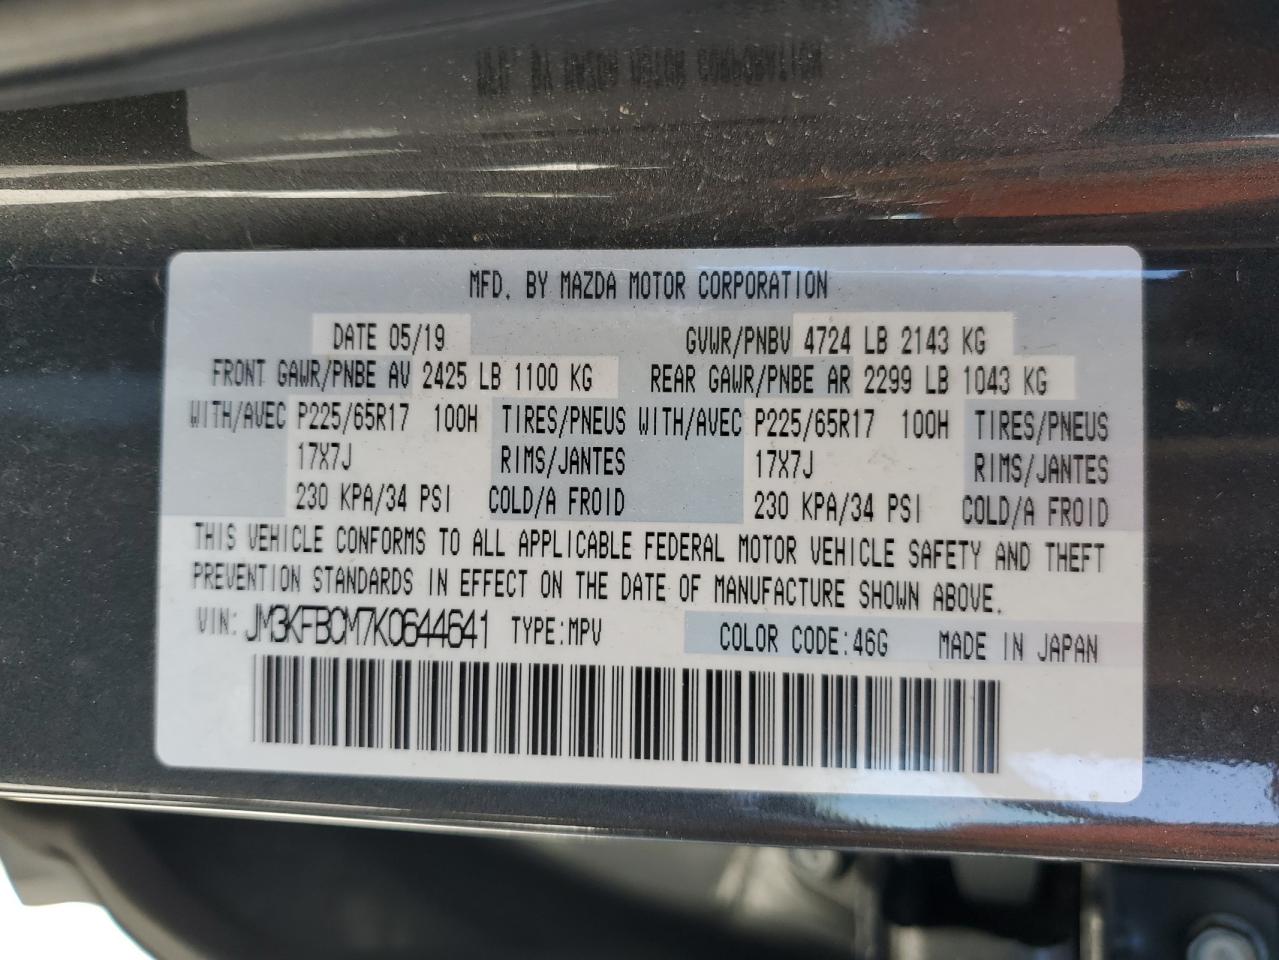 MFD. BY MAZDA MOTOR CORPORATION
DATE 05/19 GVWR/PNBV 4724 LB 2143 KG
FRONT GAWR/PNBE AV 2425 LB 1100 KG REAR GAWR/PNBE AR 2299 LB 1043 KG
WITH/AVEC P225/65R17 100H TIRES/PNEUS WITH/AVEC P225/65R17 100H TIRES/PNEUS
17X7J RIMS/JANTES 17X7J RIMS/JANTES
230 KPA/34 PSI COLD/A FROID 230 KPA/34 PSI COLD/A FROID
THIS VEHICLE CONFORMS TO ALL APPLICABLE FEDERAL MOTOR VEHICLE SAFETY AND THEFT
PREVENTION STANDARDS IN EFFECT ON THE DATE OF MANUFACTURE SHOWN ABOVE.
VIN: JM3KFBCM7K0644641 TYPE:MPV COLOR CODE:46G MADE IN JAPAN